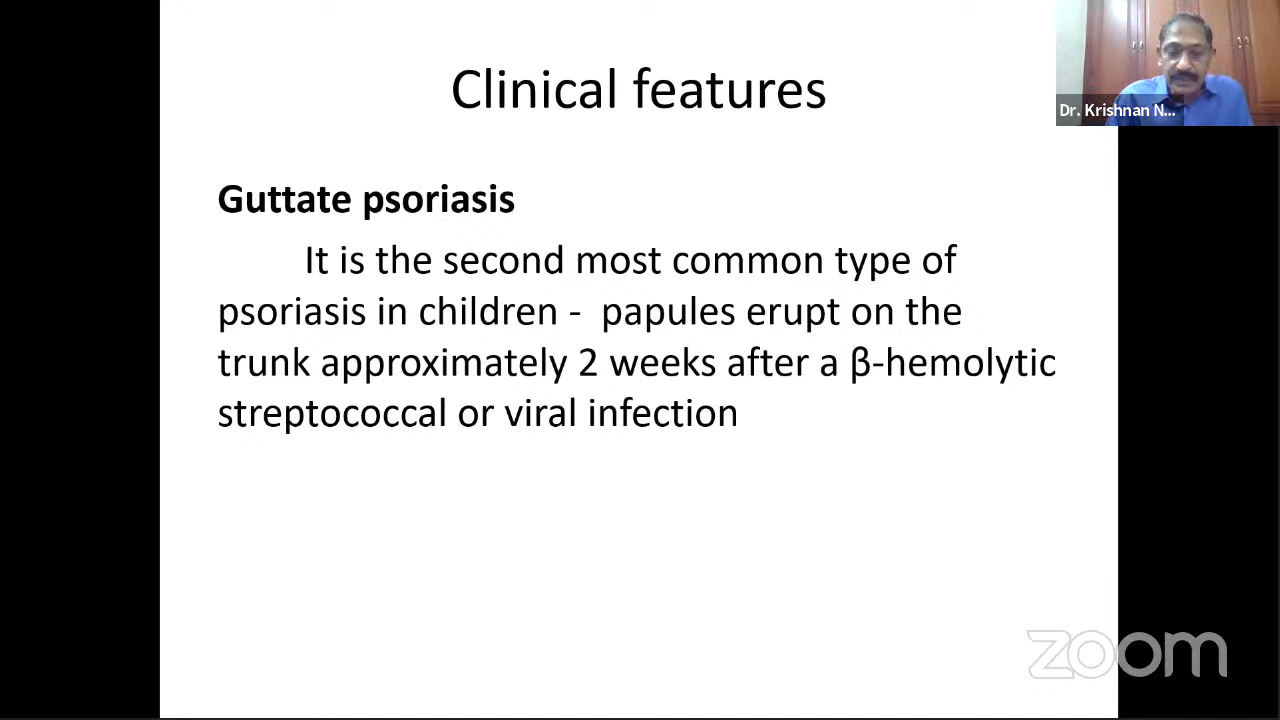 Clinical features
Dr. Krishnan N...
Guttate psoriasis
It is the second most common type of
psoriasis in children - papules erupt on the
trunk approximately 2 weeks after a β-hemolytic
streptococcal or viral infection
zoom